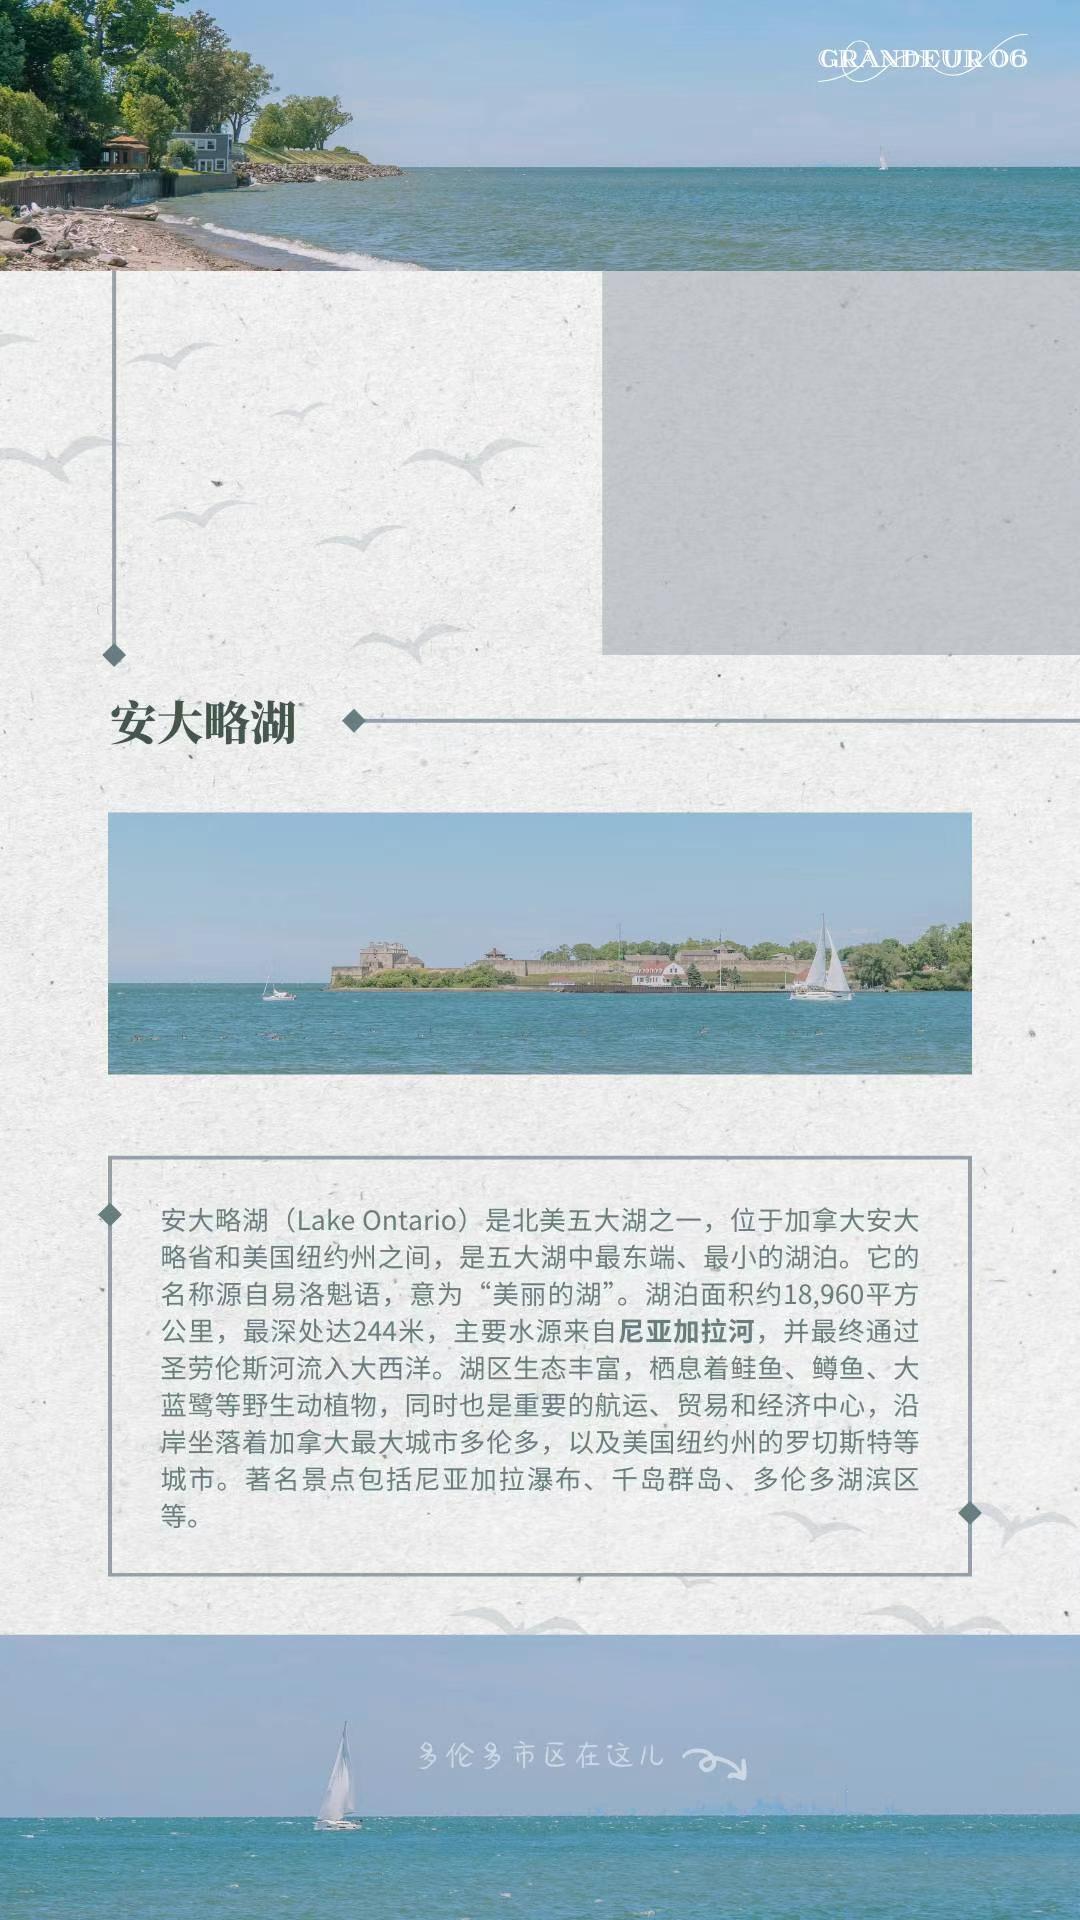 GRANDEUR 06
安大略湖
安大略湖（Lake Ontario）是北美五大湖之一，位于加拿大安大
略省和美国纽约州之间，是五大湖中最东端、最小的湖泊。它的
名称源自易洛魁语，意为“美丽的湖”。湖泊面积约18,960平方
公里，最深处达244米，主要水源来自尼亚加拉河，并最终通过
圣劳伦斯河流入大西洋。湖区生态丰富，栖息着鲑鱼、鳟鱼、大
蓝鹭等野生动植物，同时也是重要的航运、贸易和经济中心，沿
岸坐落着加拿大最大城市多伦多，以及美国纽约州的罗切斯特等
城市。著名景点包括尼亚加拉瀑布、千岛群岛、多伦多湖滨区
等。
多伦多市区在这儿